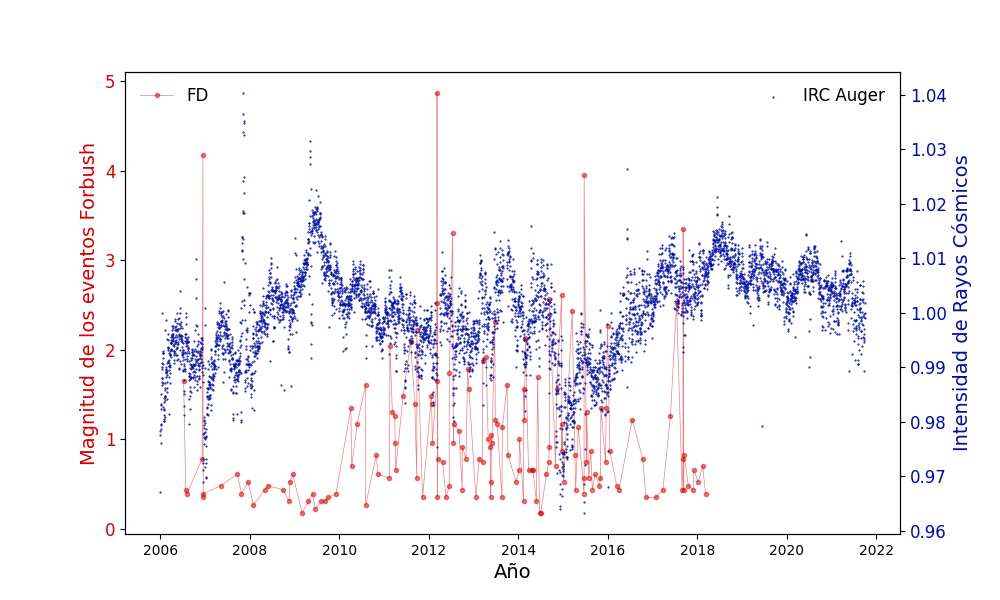 FD
IRC Auger
Magnitud de los eventos Forbush
5
4
3
2
1
0
Intensidad de Rayos Cósmicos
1.04
1.03
1.02
1.01
1.00
0.99
0.98
0.97
0.96
2006 2008 2010 2012 2014 2016 2018 2020 2022
Año